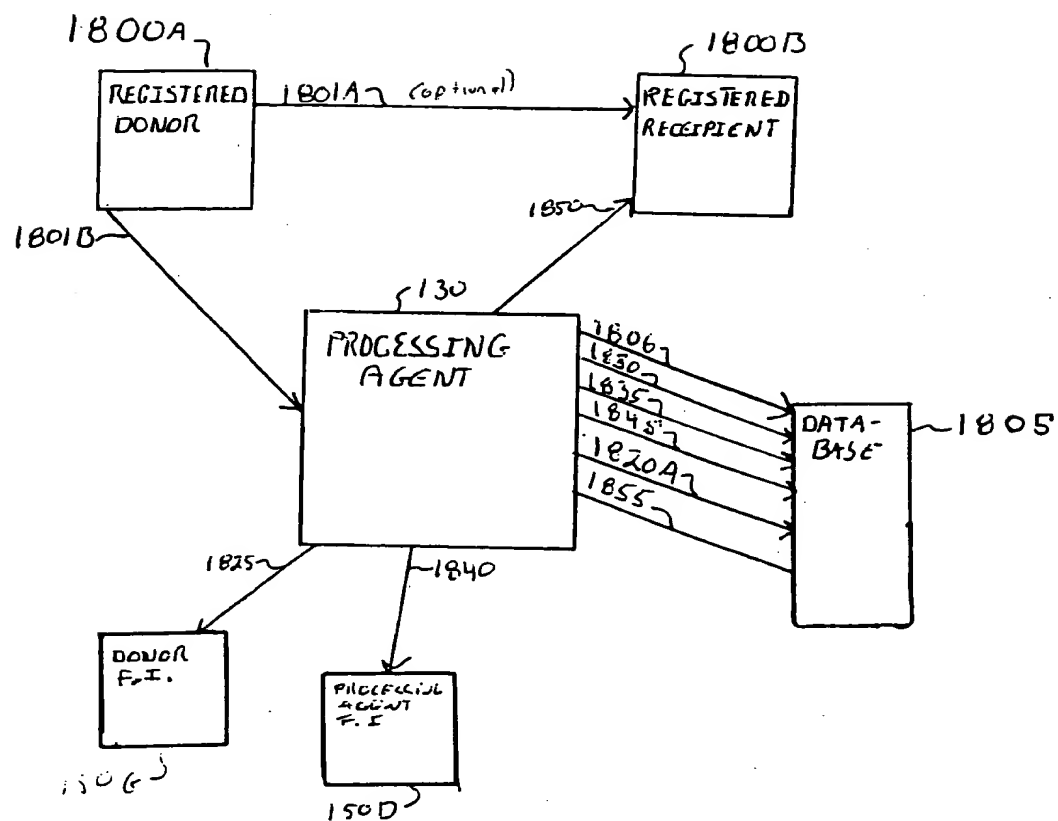 1800A
1800B
REGISTERED
DONOR
1801A
(optional)
REGISTERED
RECEIPIENT
1801B
1850
130
PROCESSING
AGENT
1806
1830
1835
1845
1820A
1855
DATA-
BASE
1805
1825
1840
DONOR
F.I.
PROCESSING
AGENT
F.I
150D